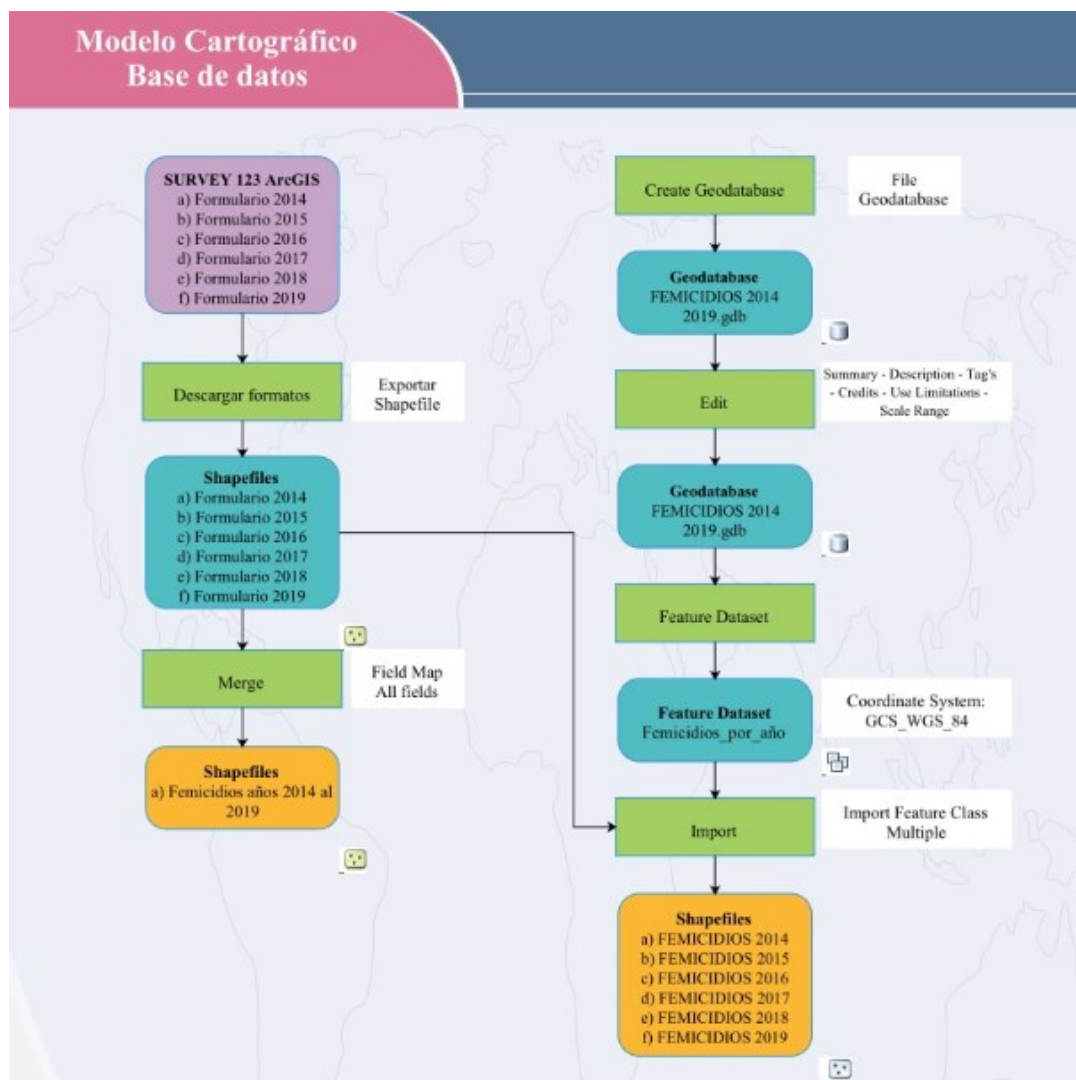 Modelo Cartográfico
Base de datos
SURVEY 123 ArcGIS
a) Formulario 2014
b) Formulario 2015
c) Formulario 2016
d) Formulario 2017
e) Formulario 2018
f) Formulario 2019
Descargar formatos
Exportar
Shapefile
Shapefiles
a) Formulario 2014
b) Formulario 2015
c) Formulario 2016
d) Formulario 2017
e) Formulario 2018
f) Formulario 2019
Merge
Field Map
All fields
Shapefiles
a) Femicidios años 2014 al
2019
Create Geodatabase
File
Geodatabase
Geodatabase
FEMICIDIOS 2014
2019.gdb
Edit
Summary - Description - Tag's
- Credits - Use Limitations -
Scale Range
Geodatabase
FEMICIDIOS 2014
2019.gdb
Feature Dataset
Feature Dataset
Femicidios_por_año
Coordinate System:
GCS_WGS_84
Import
Import Feature Class
Multiple
Shapefiles
a) FEMICIDIOS 2014
b) FEMICIDIOS 2015
c) FEMICIDIOS 2016
d) FEMICIDIOS 2017
e) FEMICIDIOS 2018
f) FEMICIDIOS 2019